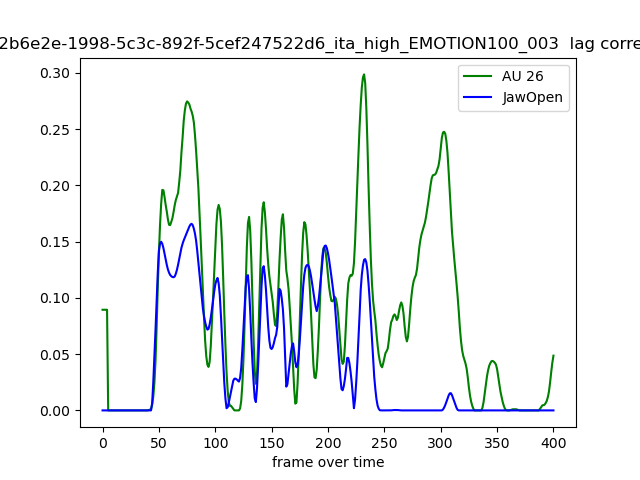 2b6e2e-1998-5c3c-892f-5cef247522d6_ita_high_EMOTION100_003 lag corre
AU 26
JawOpen
0.30
0.25
0.20
0.15
0.10
0.05
0.00
0 50 100 150 200 250 300 350 400
frame over time